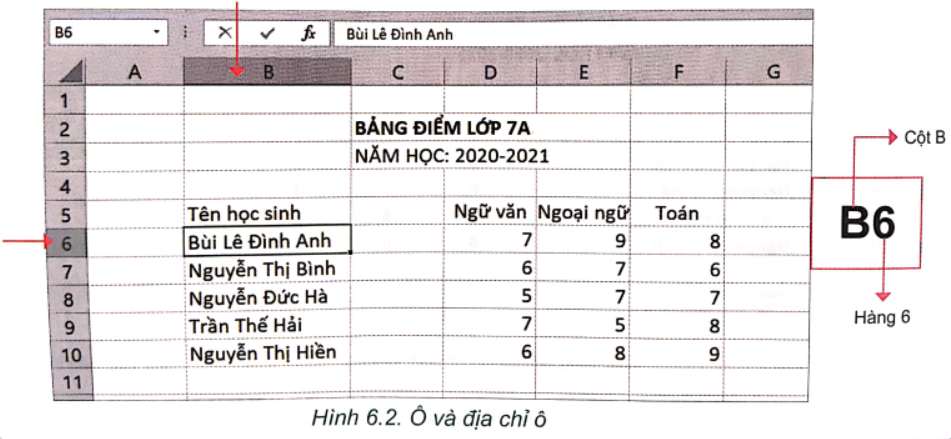 B6 Bùi Lê Đình Anh
A B C D E F G
1
2 BẢNG ĐIỂM LỚP 7A
3 NĂM HỌC: 2020-2021
4
5 Tên học sinh Ngữ văn Ngoại ngữ Toán
6 Bùi Lê Đình Anh 7 9 8
7 Nguyễn Thị Bình 6 7 6
8 Nguyễn Đức Hà 5 7 7
9 Trần Thế Hải 7 5 8
10 Nguyễn Thị Hiền 6 8 9
11
Cột B
B6
Hàng 6
Hình 6.2. Ô và địa chỉ ô